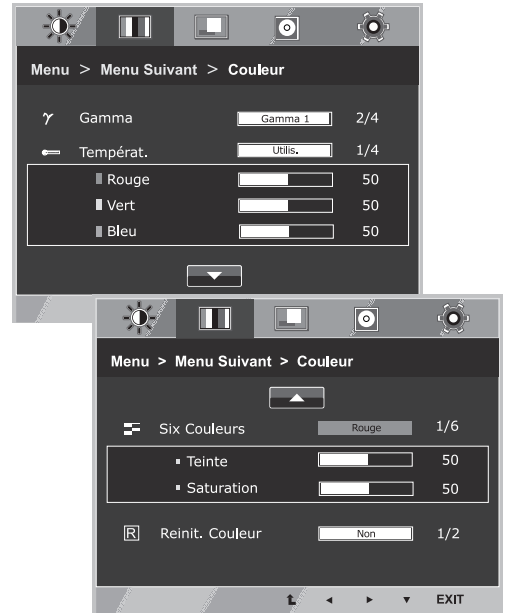 Menu > Menu Suivant > Couleur
γ Gamma Gamma 1 2/4
Températ. Utilis. 1/4
Rouge 50
Vert 50
Bleu 50
Menu > Menu Suivant > Couleur
Six Couleurs Rouge 1/6
Teinte 50
Saturation 50
R Reinit. Couleur Non 1/2
EXIT